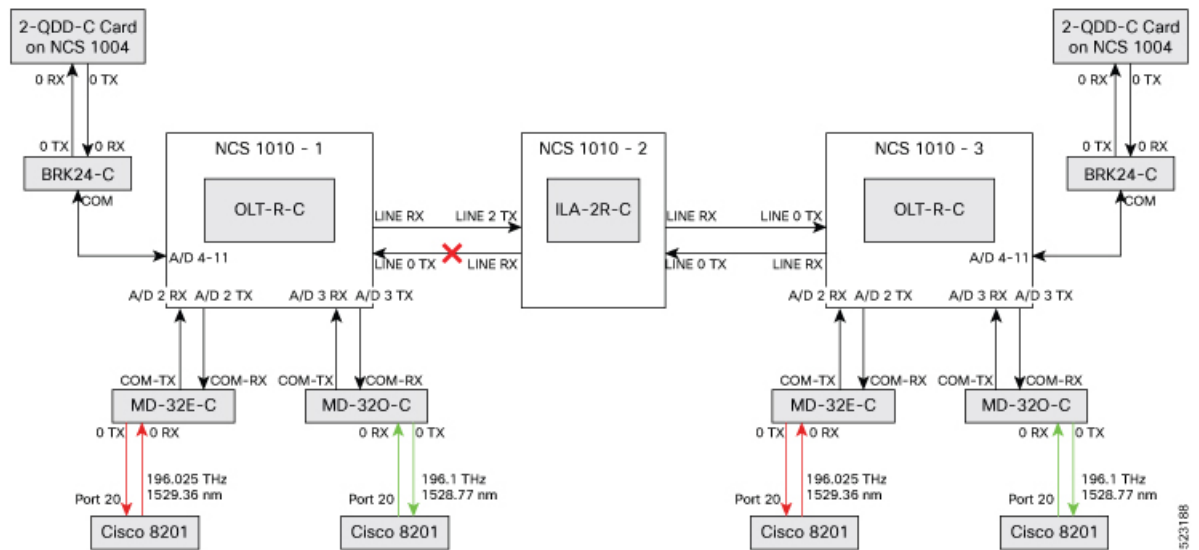 2-QDD-C Card
on NCS 1004
2-QDD-C Card
on NCS 1004
0 RX
0 TX
0 RX
0 TX
0 TX
0 RX
NCS 1010 - 1
NCS 1010 - 2
NCS 1010 - 3
0 TX
0 RX
BRK24-C
BRK24-C
COM
COM
OLT-R-C
ILA-2R-C
OLT-R-C
LINE RX
LINE 2 TX
LINE RX
LINE 0 TX
A/D 4-11
LINE 0 TX
LINE RX
LINE 0 TX
LINE RX
A/D 4-11
A/D 2 RX
A/D 2 TX
A/D 3 RX
A/D 3 TX
A/D 2 RX
A/D 2 TX
A/D 3 RX
A/D 3 TX
COM-TX
COM-RX
COM-TX
COM-RX
COM-TX
COM-RX
COM-TX
COM-RX
MD-32E-C
MD-32O-C
MD-32E-C
MD-32O-C
0 TX
0 RX
0 RX
0 TX
0 TX
0 RX
0 RX
0 TX
196.025 THz
1529.36 nm
196.1 THz
1528.77 nm
196.025 THz
1529.36 nm
196.1 THz
1528.77 nm
Port 20
Port 20
Port 20
Port 20
Cisco 8201
Cisco 8201
Cisco 8201
Cisco 8201
523188